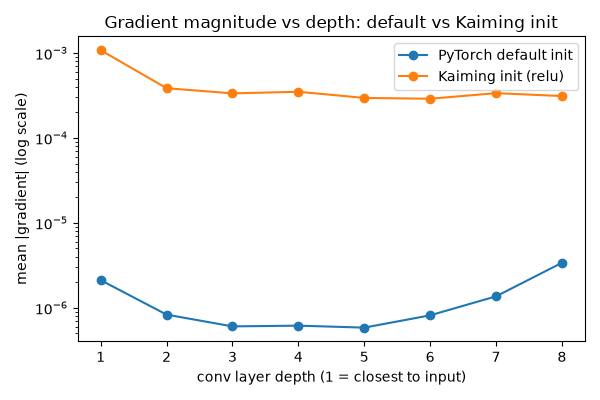 Gradient magnitude vs depth: default vs Kaiming init
PyTorch default init
Kaiming init (relu)
mean |gradient| (log scale)
10⁻³
10⁻⁴
10⁻⁵
10⁻⁶
1 2 3 4 5 6 7 8
conv layer depth (1 = closest to input)